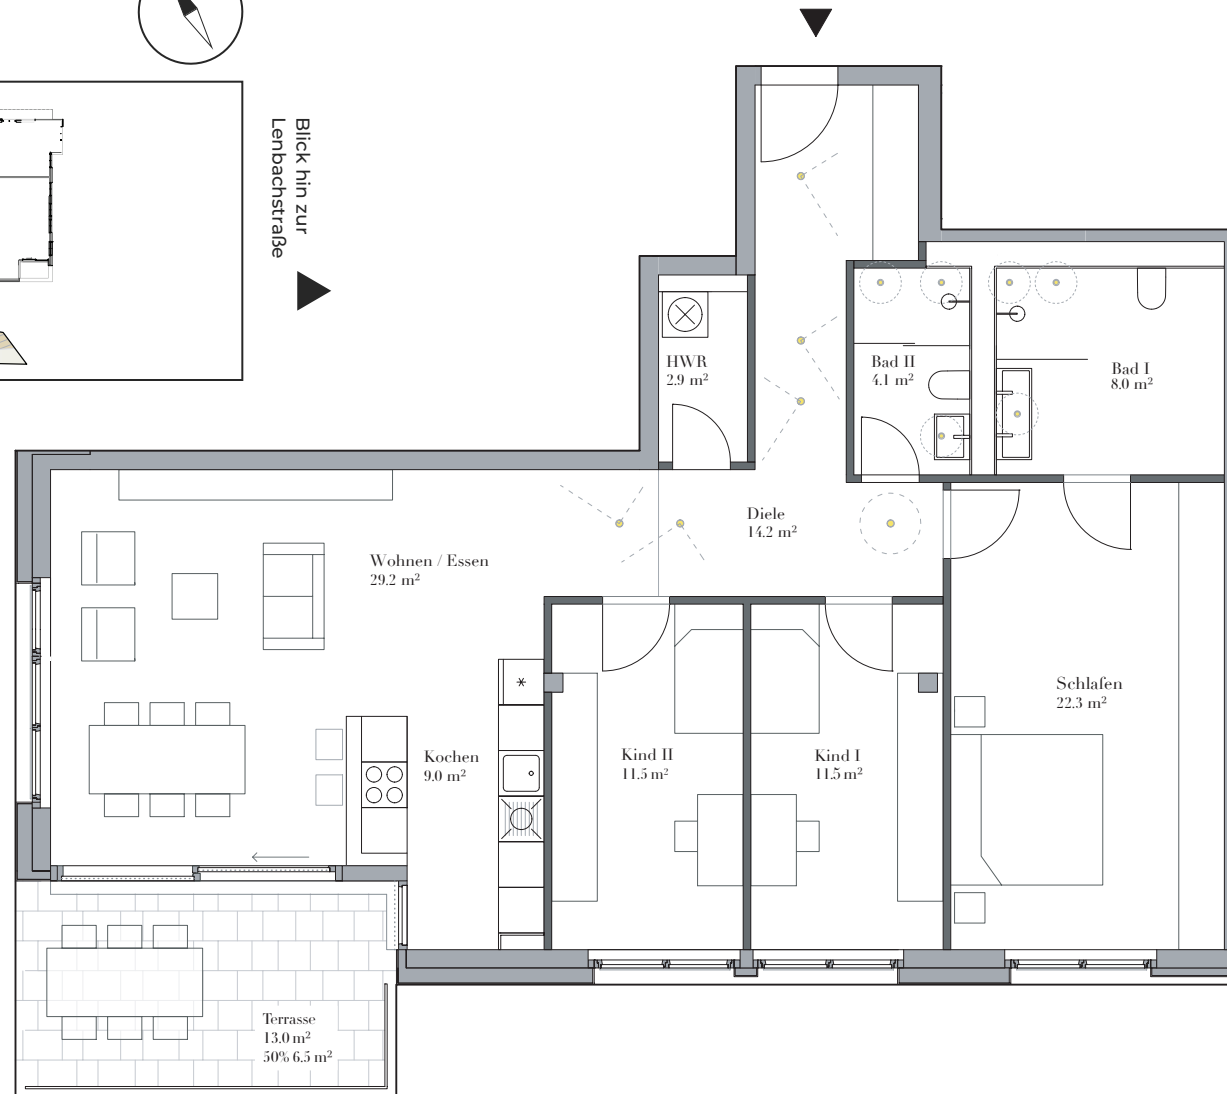 Blick hin zur
Lenbachstraße
HWR
2.9 m²
Bad II
4.1 m²
Bad I
8.0 m²
Diele
14.2 m²
Wohnen / Essen
29.2 m²
Schlafen
22.3 m²
Kochen
9.0 m²
Kind II
11.5 m²
Kind I
11.5 m²
Terrasse
13.0 m²
50% 6.5 m²